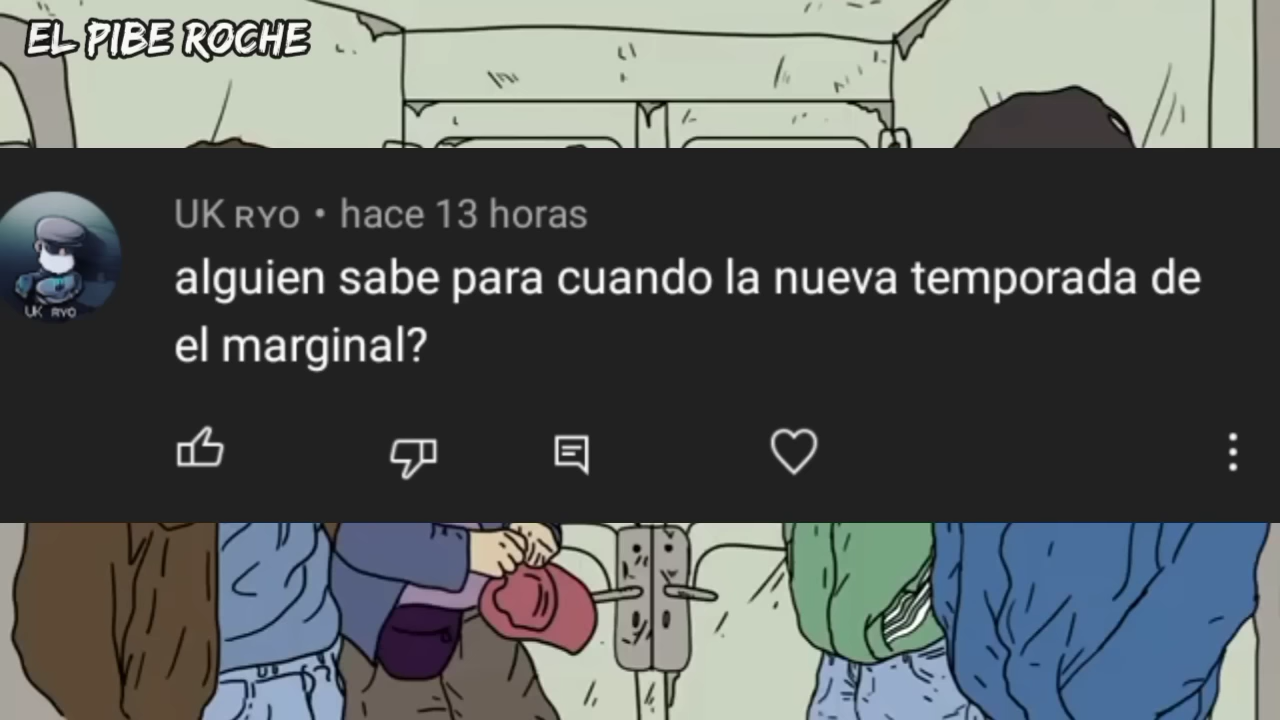 EL PIBE ROCHE
UK RYO • hace 13 horas
alguien sabe para cuando la nueva temporada de
el marginal?
UK RYO